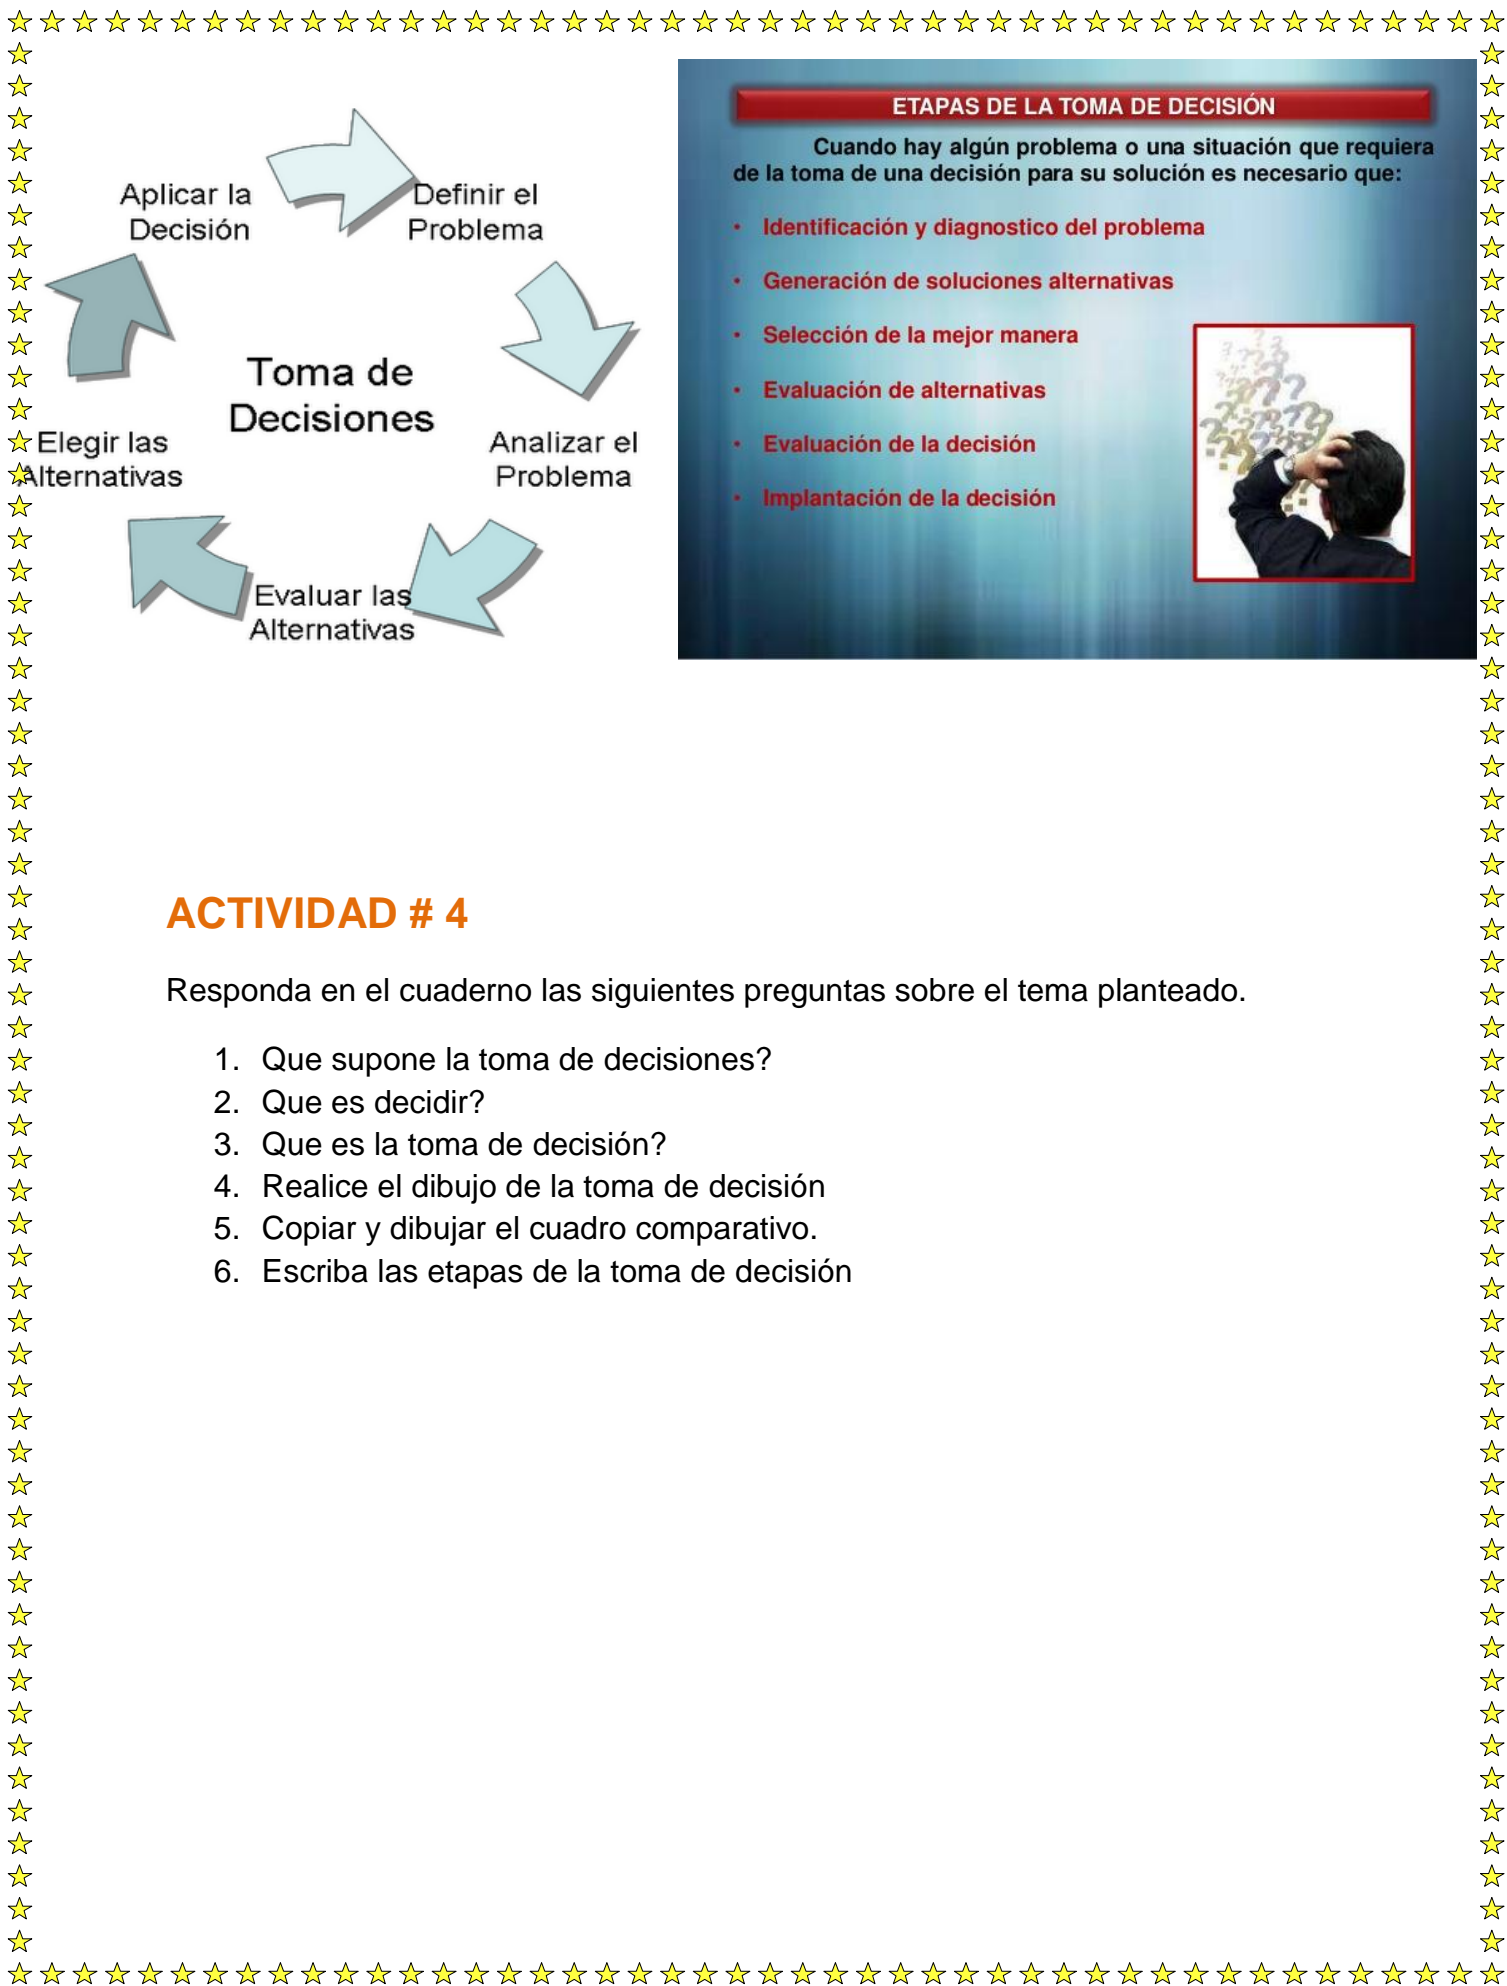 Aplicar la
Decisión
Definir el
Problema
Toma de
Decisiones
Analizar el
Problema
Elegir las
Alternativas
Evaluar las
Alternativas
ETAPAS DE LA TOMA DE DECISIÓN
Cuando hay algún problema o una situación que requiera
de la toma de una decisión para su solución es necesario que:
• Identificación y diagnostico del problema
• Generación de soluciones alternativas
• Selección de la mejor manera
• Evaluación de alternativas
• Evaluación de la decisión
• Implantación de la decisión
ACTIVIDAD # 4
Responda en el cuaderno las siguientes preguntas sobre el tema planteado.
1. Que supone la toma de decisiones?
2. Que es decidir?
3. Que es la toma de decisión?
4. Realice el dibujo de la toma de decisión
5. Copiar y dibujar el cuadro comparativo.
6. Escriba las etapas de la toma de decisión